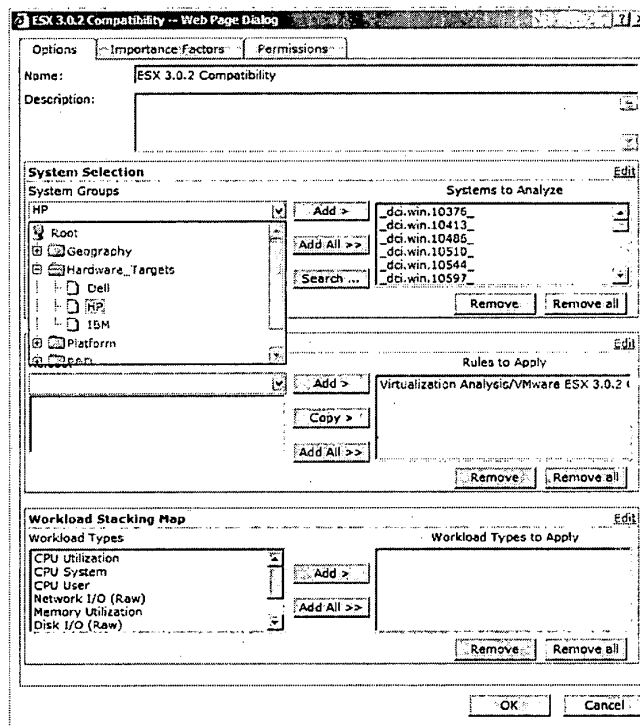 ESX 3.0.2 Compatibility -- Web Page Dialog
Options Importance Factors Permissions
Name: ESX 3.0.2 Compatibility
Description:
System Selection Edit
System Groups Systems to Analyze
HP
Root
Geography
Hardware_Targets
Dell
HP
IBM
Platform
Add >
Add All >>
Search ...
_dci.win.10376_
_dci.win.10413_
_dci.win.10486_
_dci.win.10510_
_dci.win.10544_
_dci.win.10597_
Remove Remove all
Edit
Rules to Apply
Add >
Copy >
Add All >>
Virtualization Analysis/VMware ESX 3.0.2
Remove Remove all
Workload Stacking Map Edit
Workload Types Workload Types to Apply
CPU Utilization
CPU System
CPU User
Network I/O (Raw)
Memory Utilization
Disk I/O (Raw)
Add >
Add All >>
Remove Remove all
OK Cancel